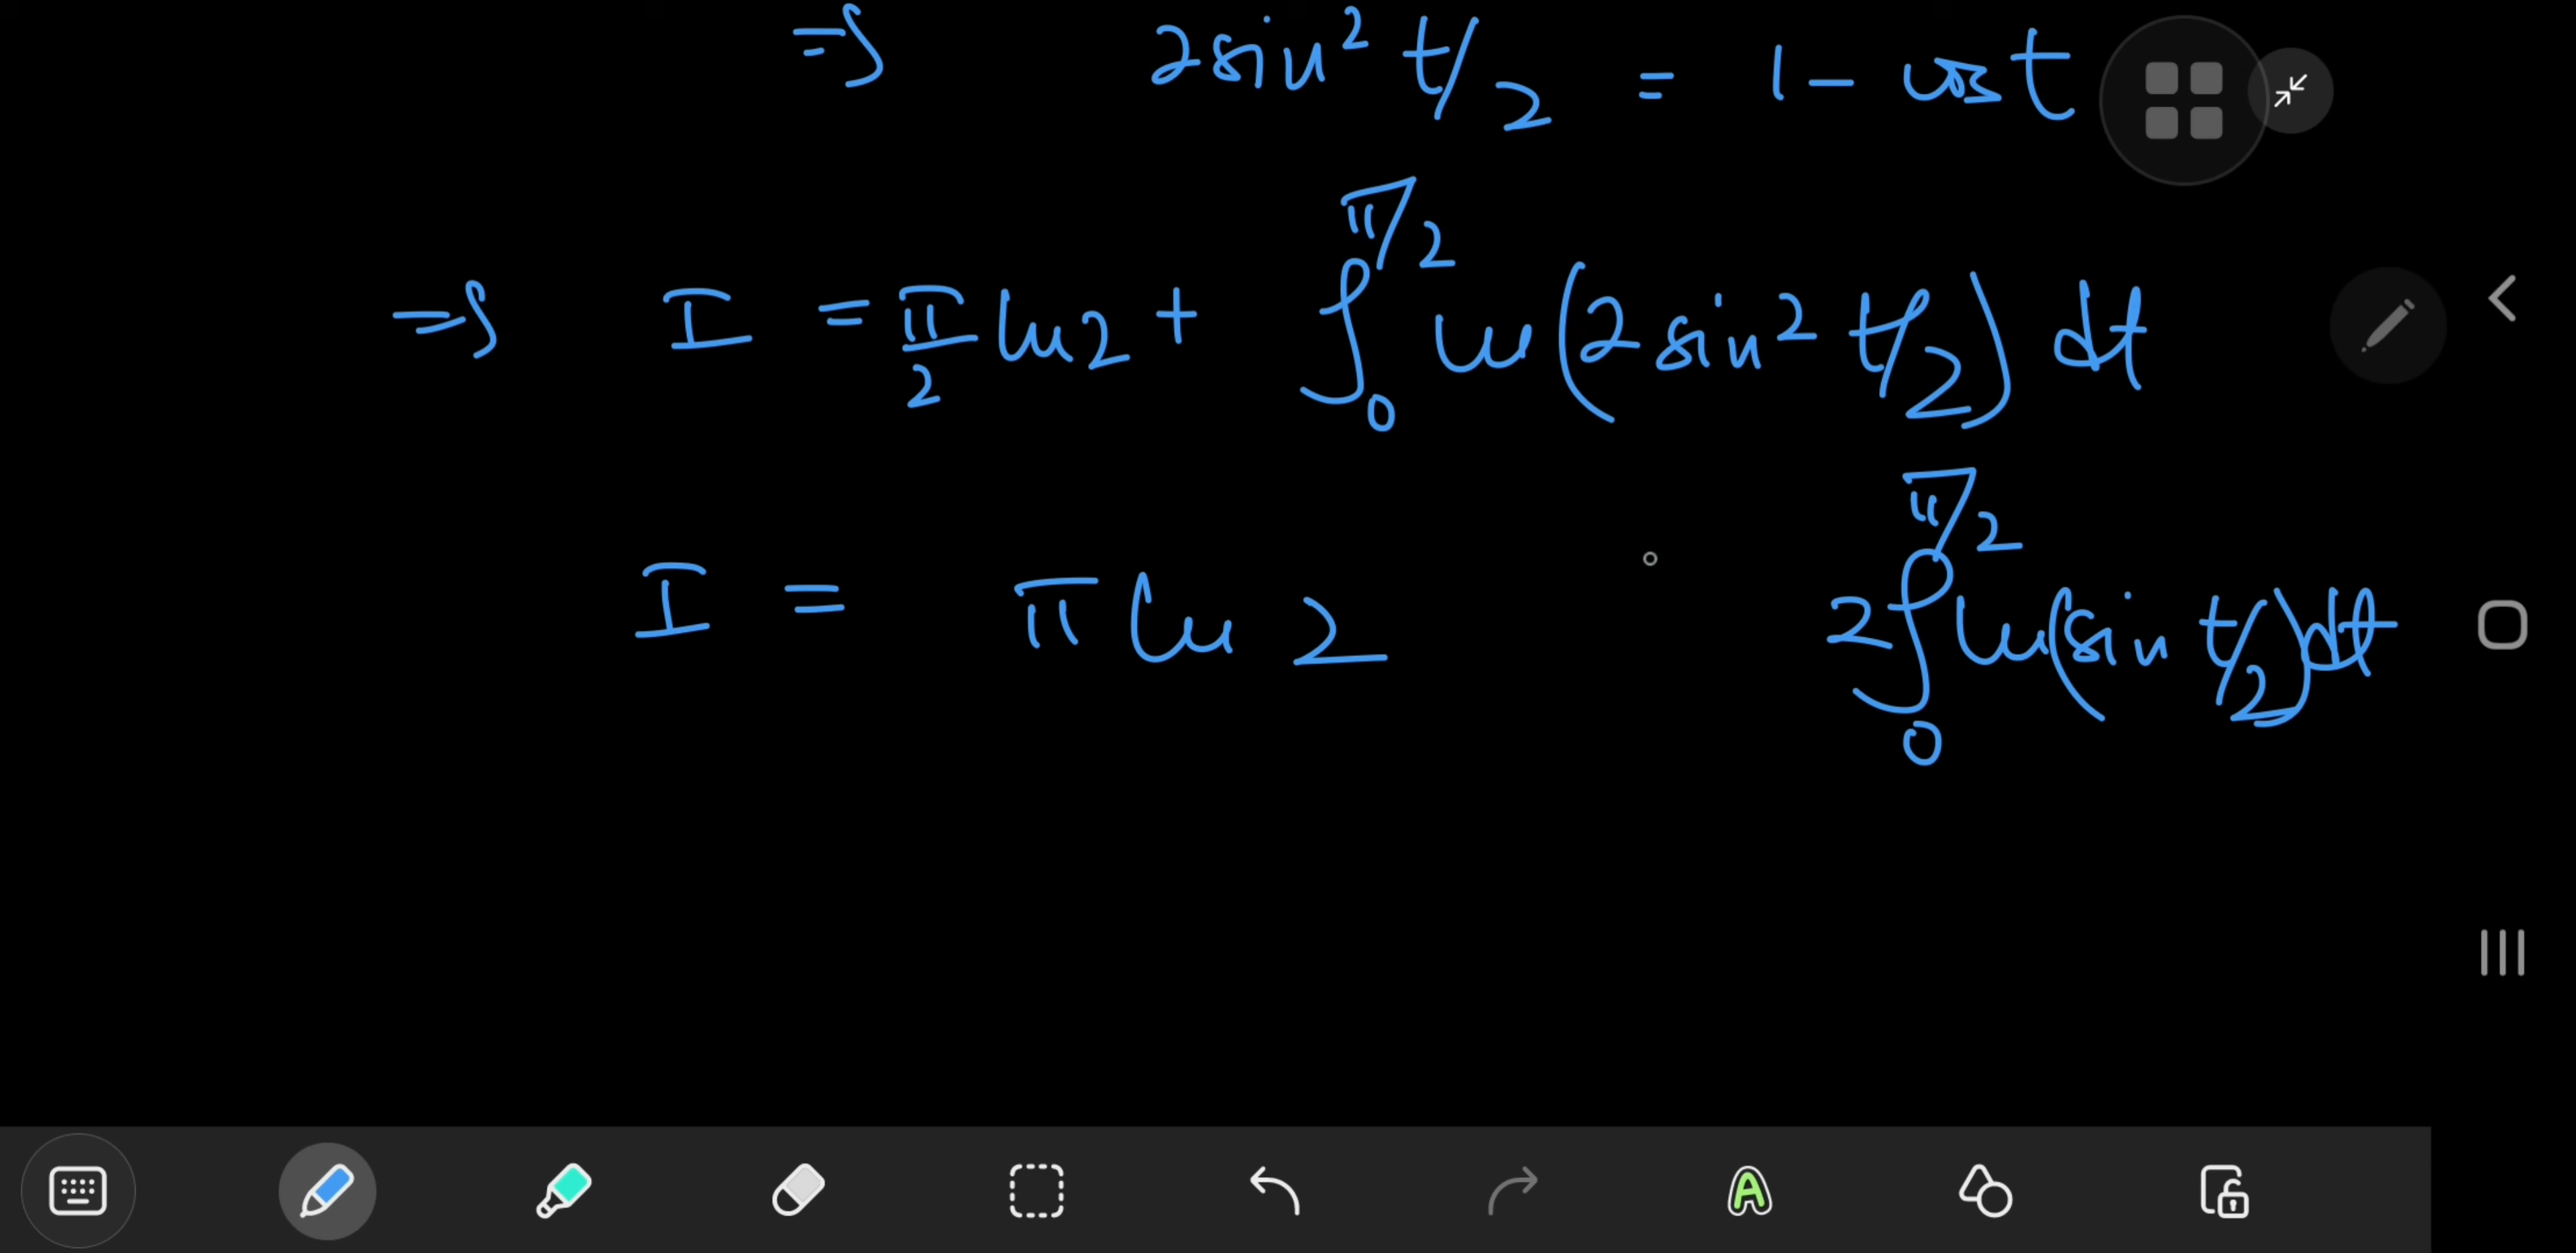 ⇒ 2sin² t/2 = 1 - cos t
⇒ I = π/2 ln2 + ∫₀^π/2 ln(2sin² t/2) dt
I = π ln 2 2∫₀^π/2 ln(sin t/2)dt
A